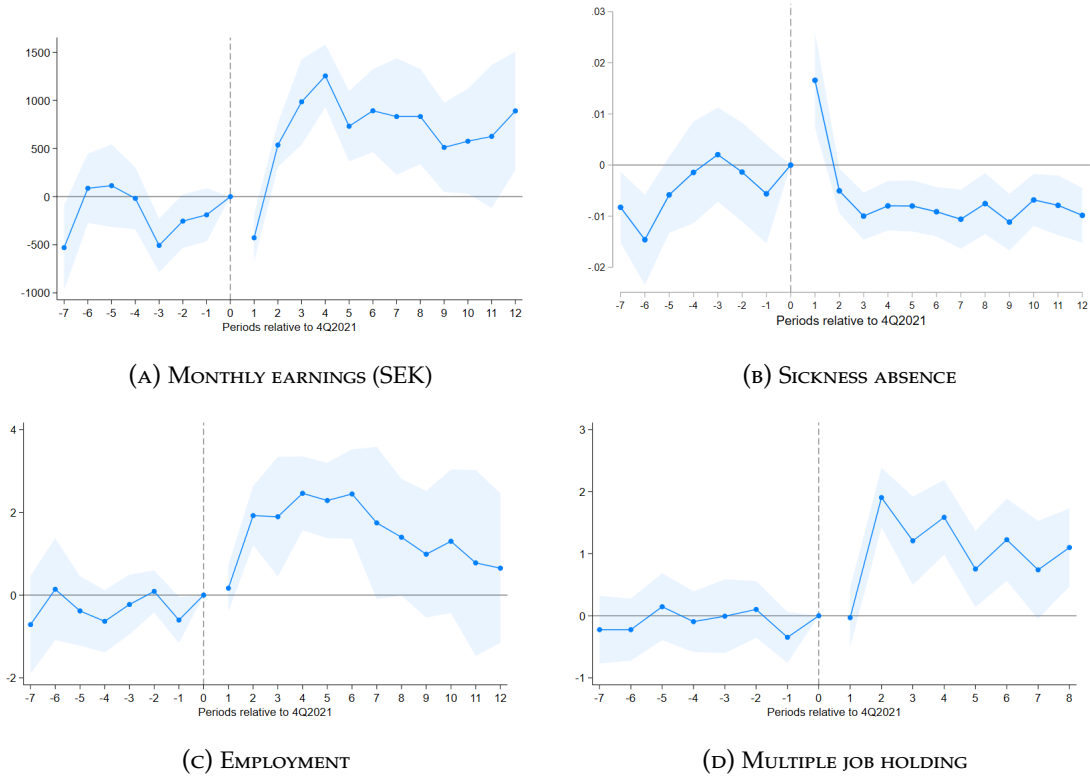 1500
1000
500
0
-500
-1000
-7 -6 -5 -4 -3 -2 -1 0 1 2 3 4 5 6 7 8 9 10 11 12
Periods relative to 4Q2021
(A) Monthly earnings (SEK)
.03
.02
.01
0
-.01
-.02
-7 -6 -5 -4 -3 -2 -1 0 1 2 3 4 5 6 7 8 9 10 11 12
Periods relative to 4Q2021
(B) Sickness absence
4
2
0
-2
-7 -6 -5 -4 -3 -2 -1 0 1 2 3 4 5 6 7 8 9 10 11 12
Periods relative to 4Q2021
(C) Employment
3
2
1
0
-1
-7 -6 -5 -4 -3 -2 -1 0 1 2 3 4 5 6 7 8
Periods relative to 4Q2021
(D) Multiple job holding